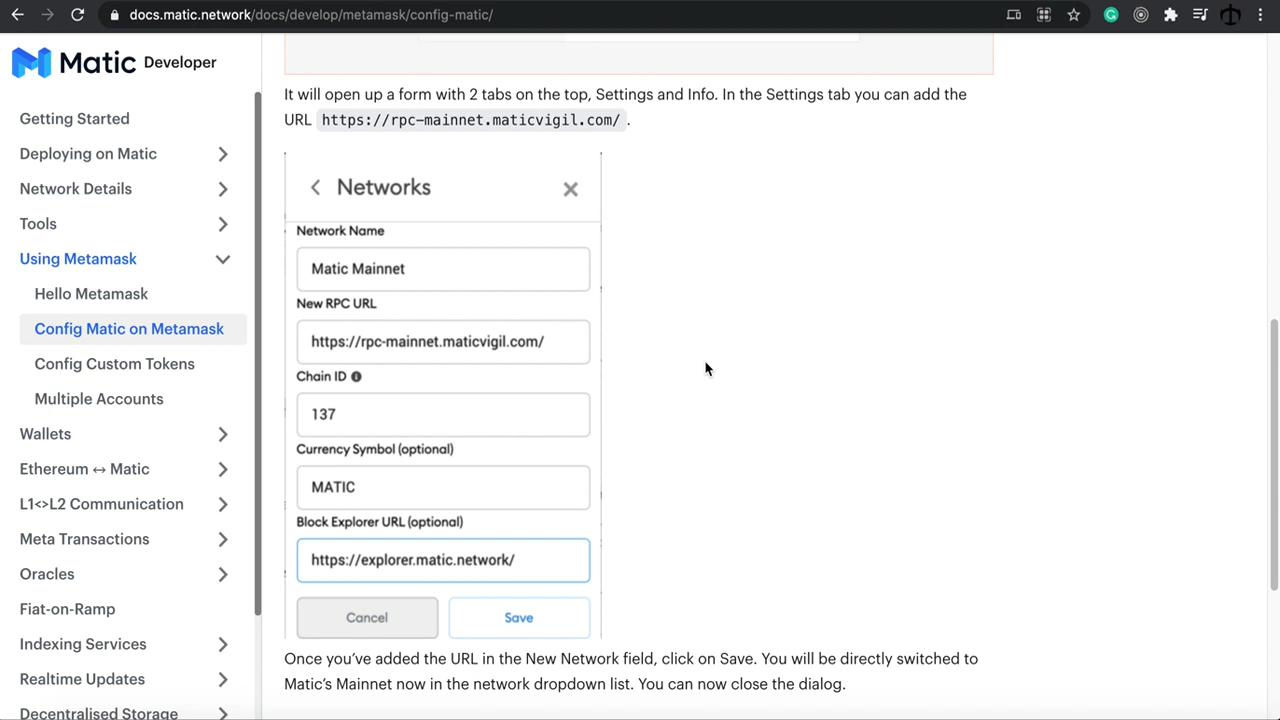 docs.matic.network/docs/develop/metamask/config-matic/
Matic Developer
Getting Started
Deploying on Matic
Network Details
Tools
Using Metamask
Hello Metamask
Config Matic on Metamask
Config Custom Tokens
Multiple Accounts
Wallets
Ethereum ↔ Matic
L1<>L2 Communication
Meta Transactions
Oracles
Fiat-on-Ramp
Indexing Services
Realtime Updates
Decentralised Storage
It will open up a form with 2 tabs on the top, Settings and Info. In the Settings tab you can add the
URL https://rpc-mainnet.maticvigil.com/ .
Networks
Network Name
Matic Mainnet
New RPC URL
https://rpc-mainnet.maticvigil.com/
Chain ID
137
Currency Symbol (optional)
MATIC
Block Explorer URL (optional)
https://explorer.matic.network/
Cancel Save
Once you’ve added the URL in the New Network field, click on Save. You will be directly switched to
Matic’s Mainnet now in the network dropdown list. You can now close the dialog.